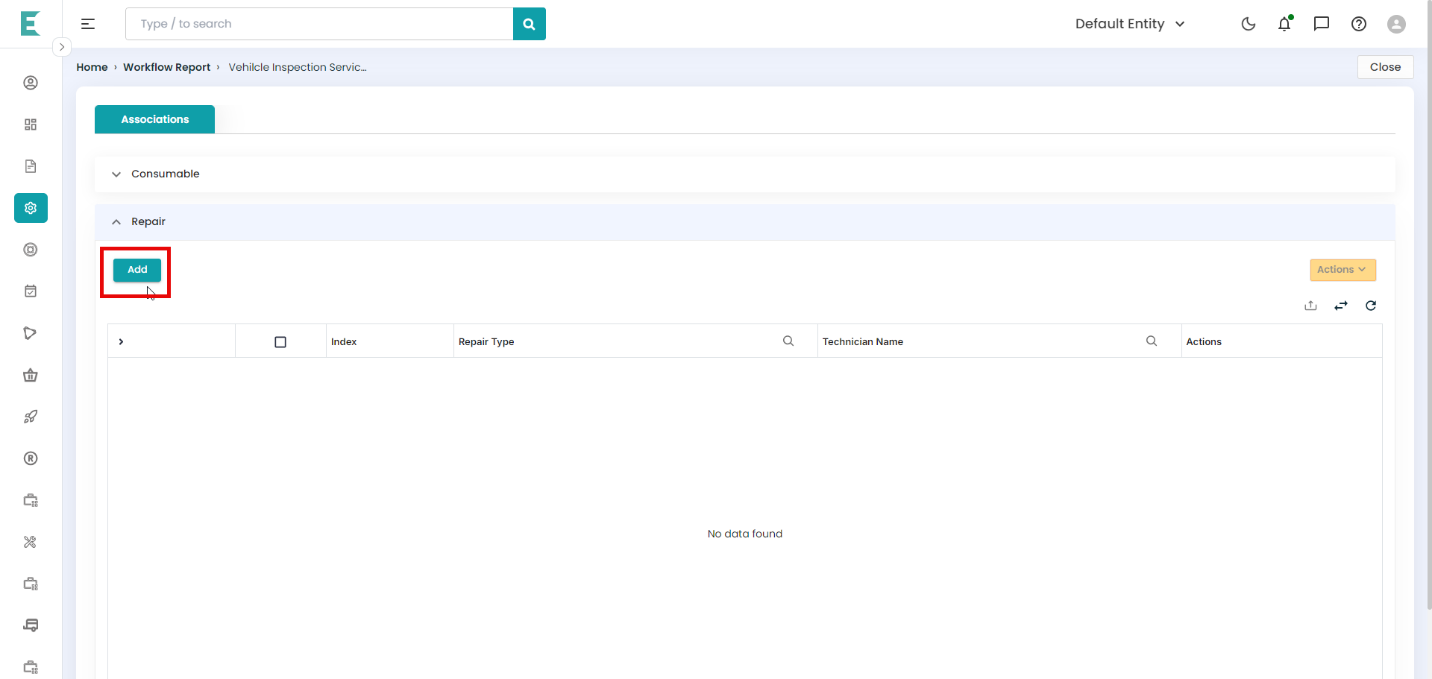 E
Type / to search
Default Entity
Home › Workflow Report › Vehilcle Inspection Servic...
Close
Associations
Consumable
Repair
Add
Actions
Index
Repair Type
Technician Name
Actions
No data found
R